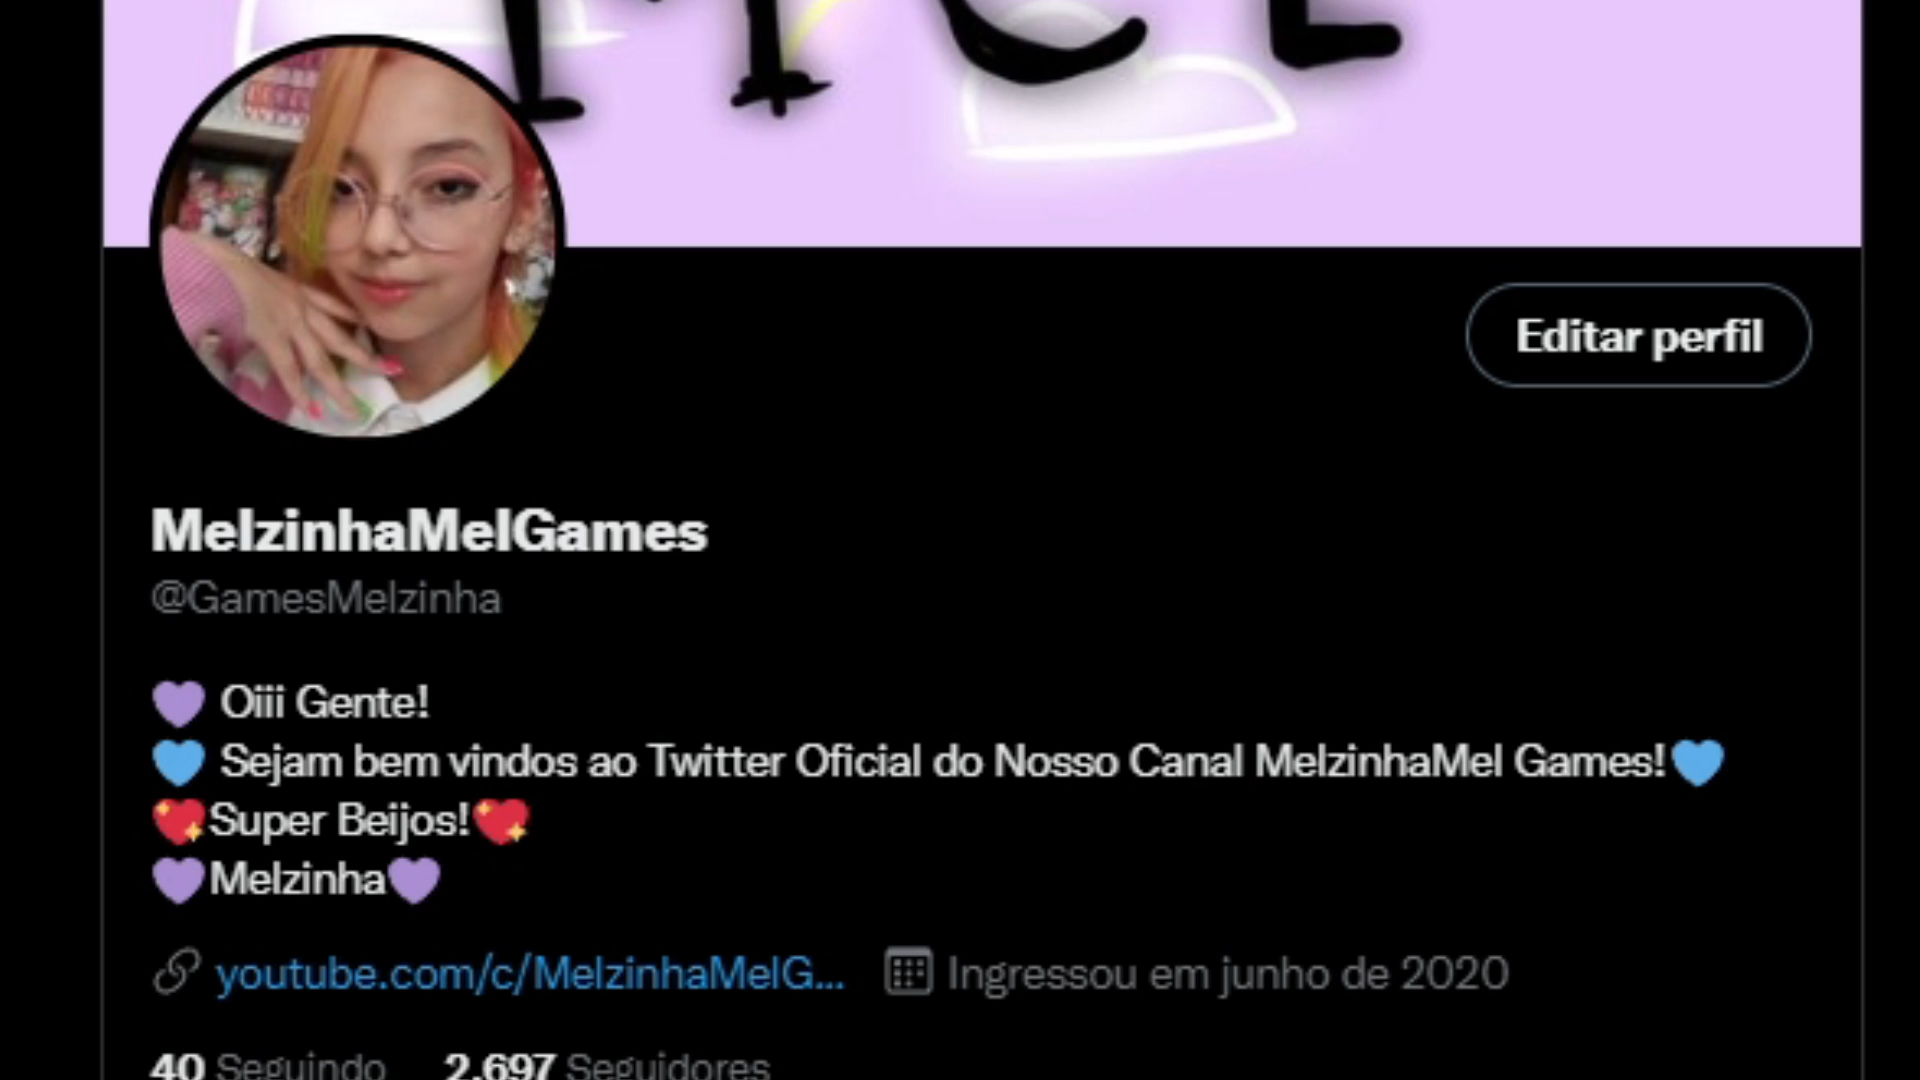 MEL
Editar perfil
MelzinhaMelGames
@GamesMelzinha
💜 Oiii Gente!
💙 Sejam bem vindos ao Twitter Oficial do Nosso Canal MelzinhaMel Games!💙
💖Super Beijos!💖
💜Melzinha💜
youtube.com/c/MelzinhaMelG... Ingressou em junho de 2020
40 Seguindo 2.697 Seguidores